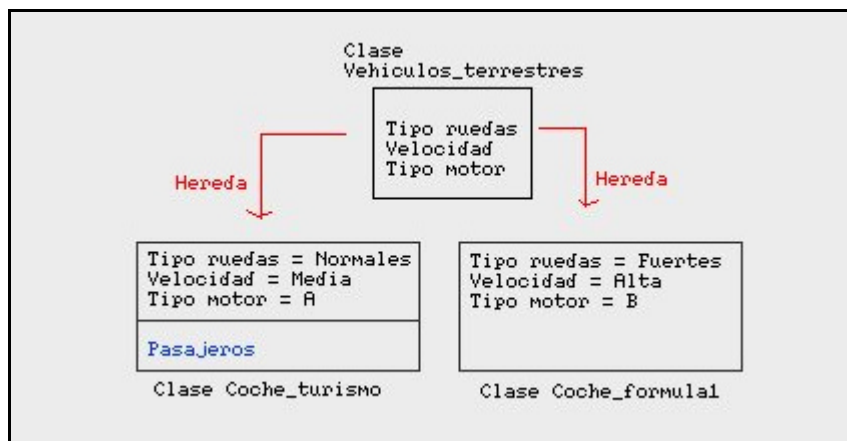 Clase
Vehiculos_terrestres
Tipo ruedas
Velocidad
Tipo motor
Hereda
Hereda
Tipo ruedas = Normales
Velocidad = Media
Tipo motor = A
Pasajeros
Clase Coche_turismo
Tipo ruedas = Fuertes
Velocidad = Alta
Tipo motor = B
Clase Coche_formula1